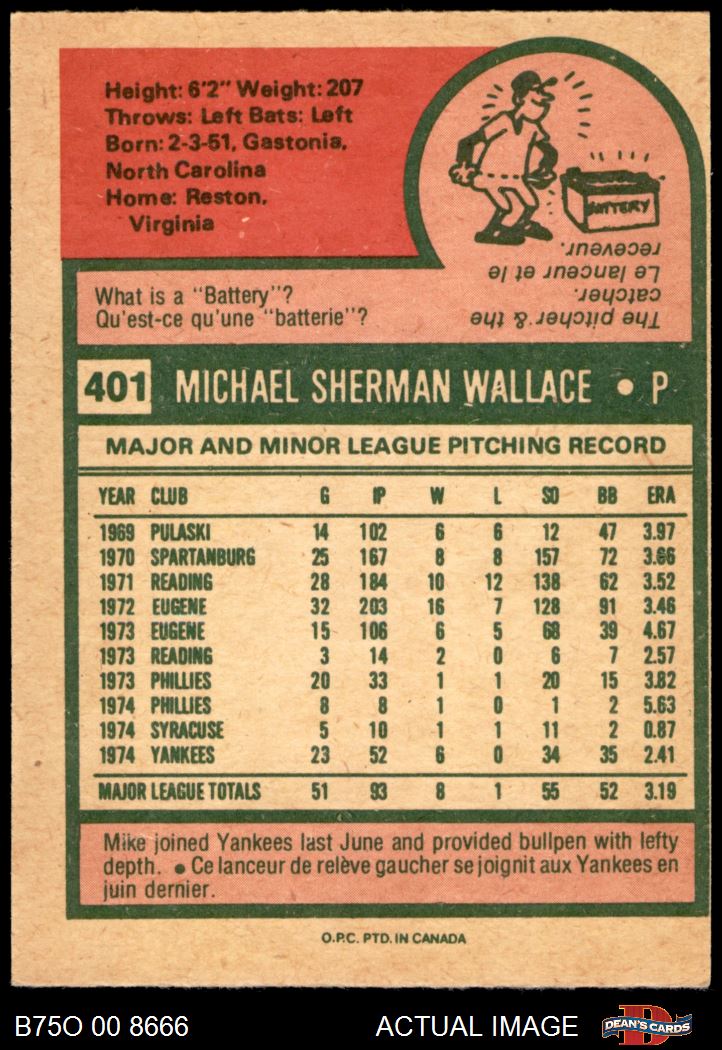 Height: 6'2" Weight: 207
Throws: Left Bats: Left
Born: 2-3-51, Gastonia,
North Carolina
Home: Reston,
Virginia
BATTERY
What is a "Battery"?
Qu'est-ce qu'une "batterie"?
The pitcher & the
catcher.
Le lanceur et le
receveur.
401 MICHAEL SHERMAN WALLACE • P
MAJOR AND MINOR LEAGUE PITCHING RECORD
YEAR CLUB G IP W L SO BB ERA
1969 PULASKI 14 102 6 6 12 47 3.97
1970 SPARTANBURG 25 167 8 8 157 72 3.66
1971 READING 28 184 10 12 138 62 3.52
1972 EUGENE 32 203 16 7 128 91 3.46
1973 EUGENE 15 106 6 5 68 39 4.67
1973 READING 3 14 2 0 6 7 2.57
1973 PHILLIES 20 33 1 1 20 15 3.82
1974 PHILLIES 8 8 1 0 1 2 5.63
1974 SYRACUSE 5 10 1 1 11 2 0.87
1974 YANKEES 23 52 6 0 34 35 2.41
MAJOR LEAGUE TOTALS 51 93 8 1 55 52 3.19
Mike joined Yankees last June and provided bullpen with lefty
depth. • Ce lanceur de relève gaucher se joignit aux Yankees en
juin dernier.
O.P.C. PTD. IN CANADA
B75O 00 8666 ACTUAL IMAGE DEAN'S CARDS